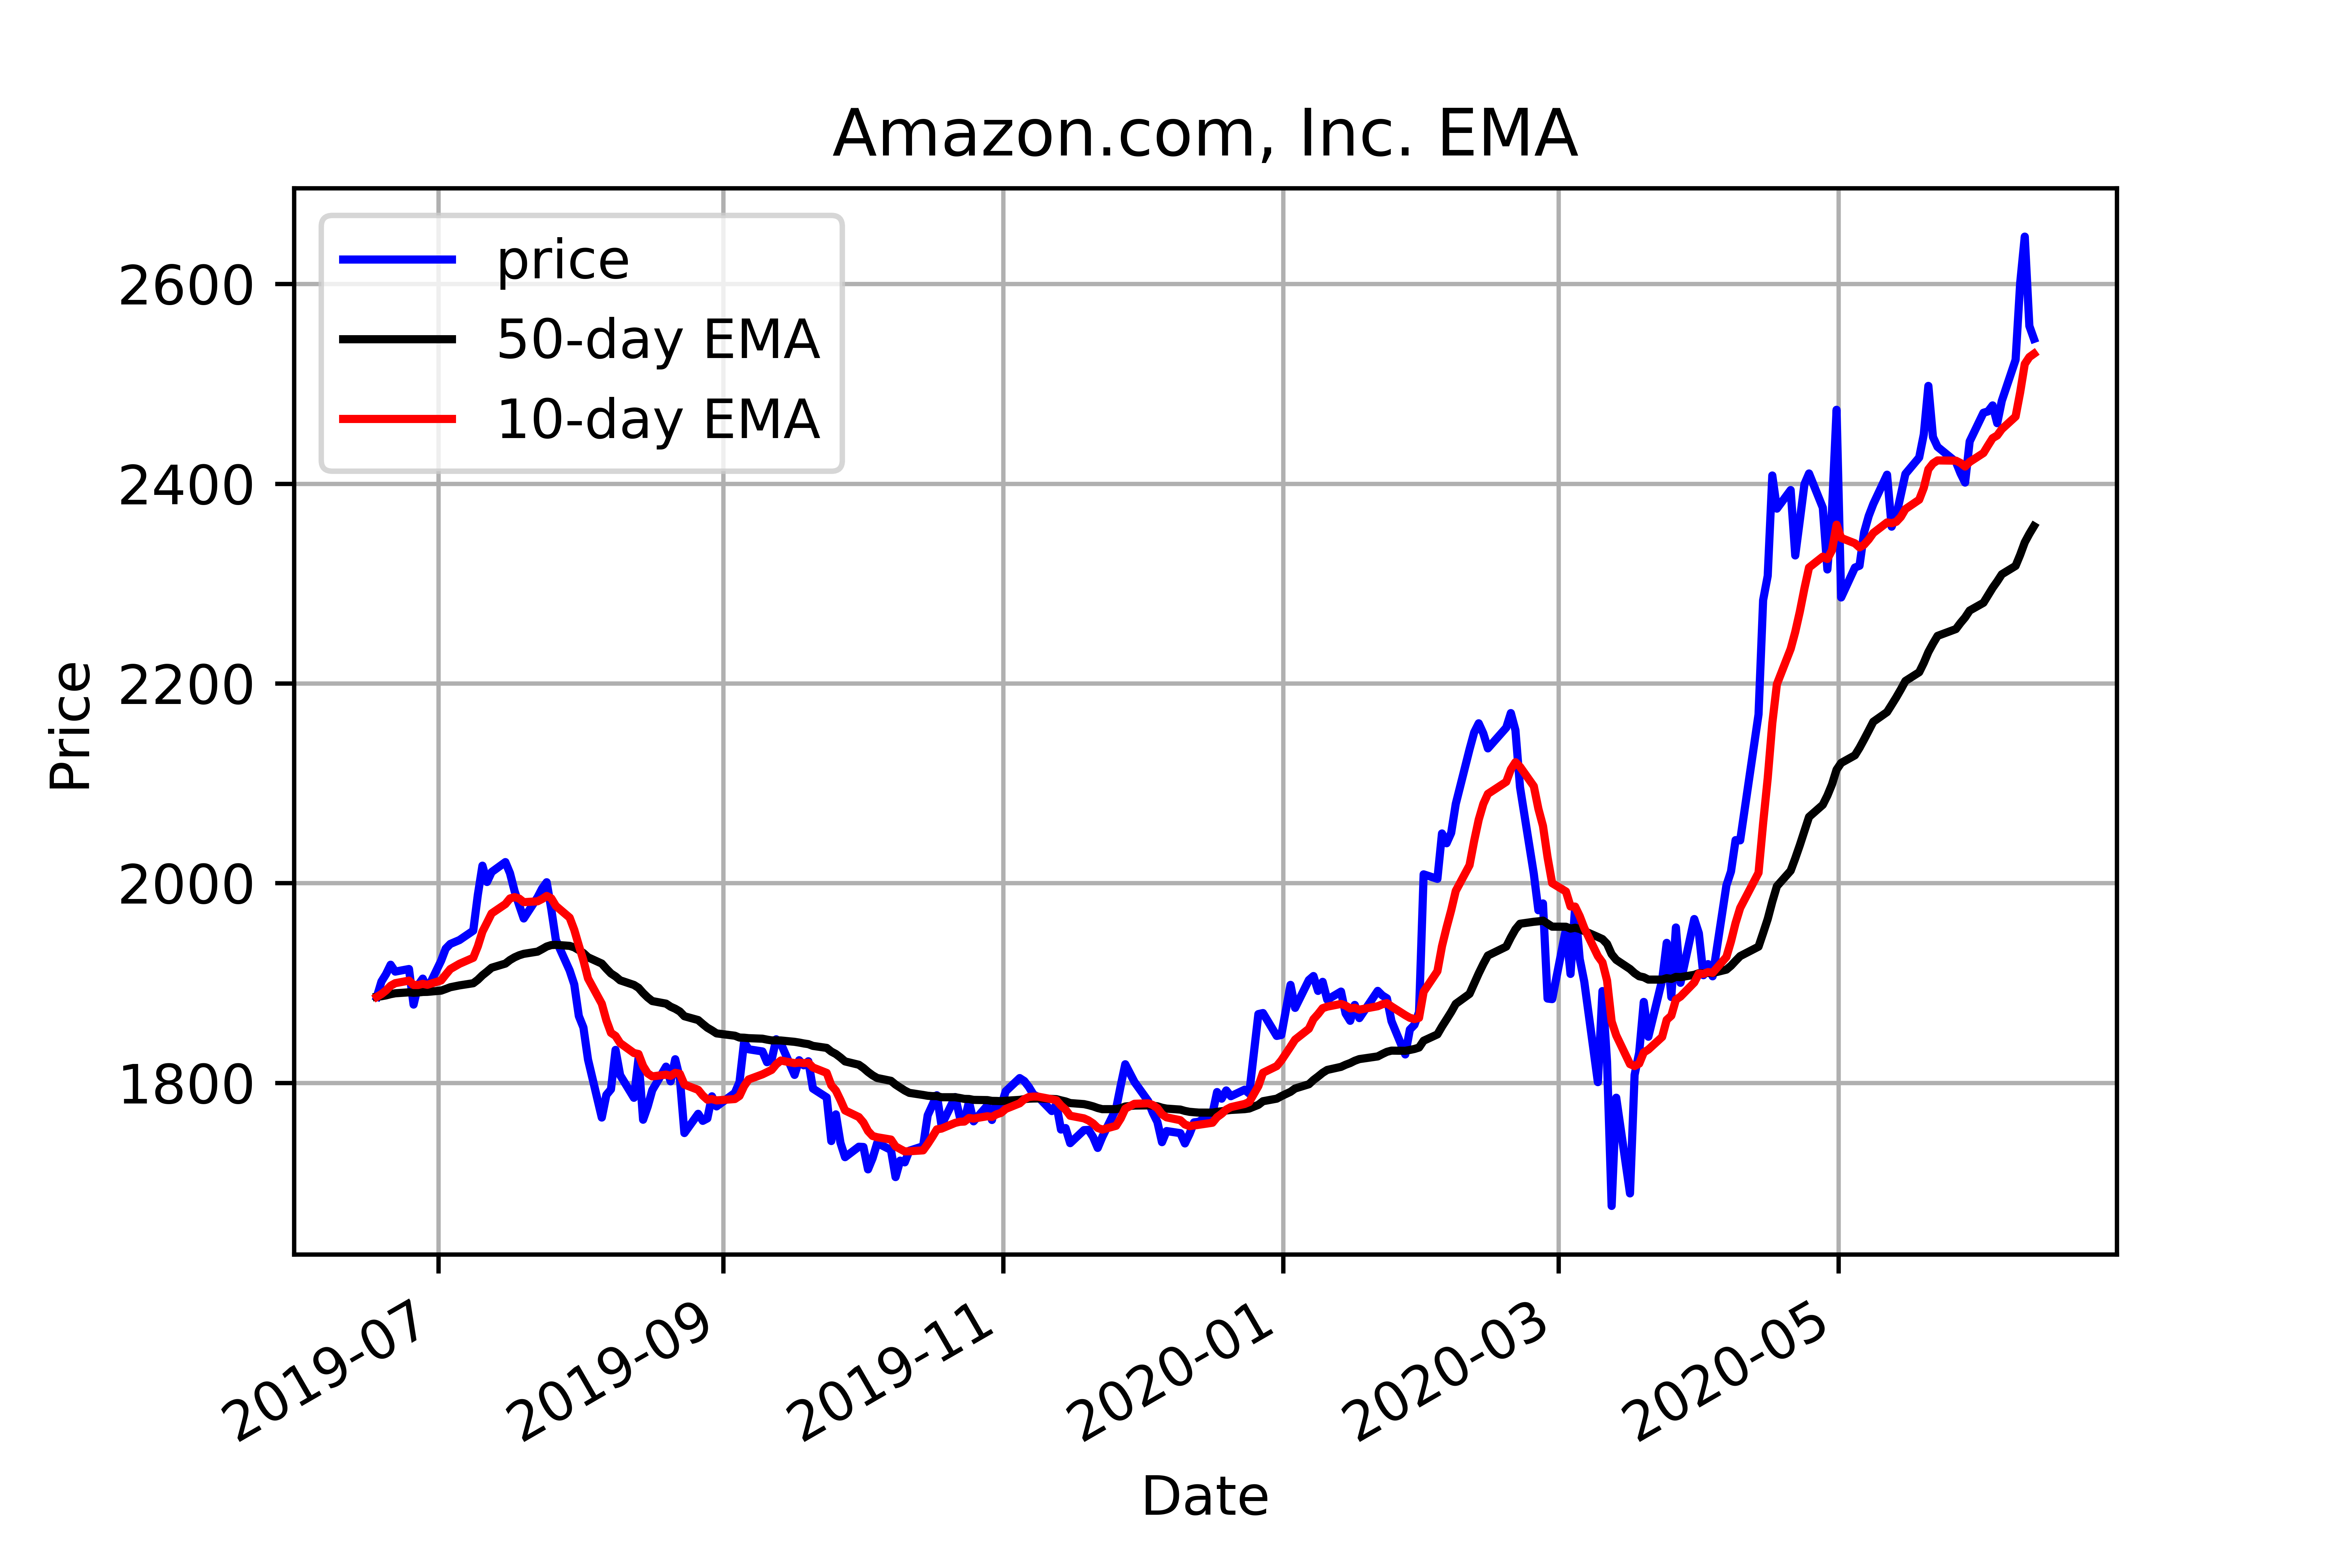 Amazon.com, Inc. EMA
price
50-day EMA
10-day EMA
2600
2400
2200
2000
1800
Price
2019-07
2019-09
2019-11
2020-01
2020-03
2020-05
Date